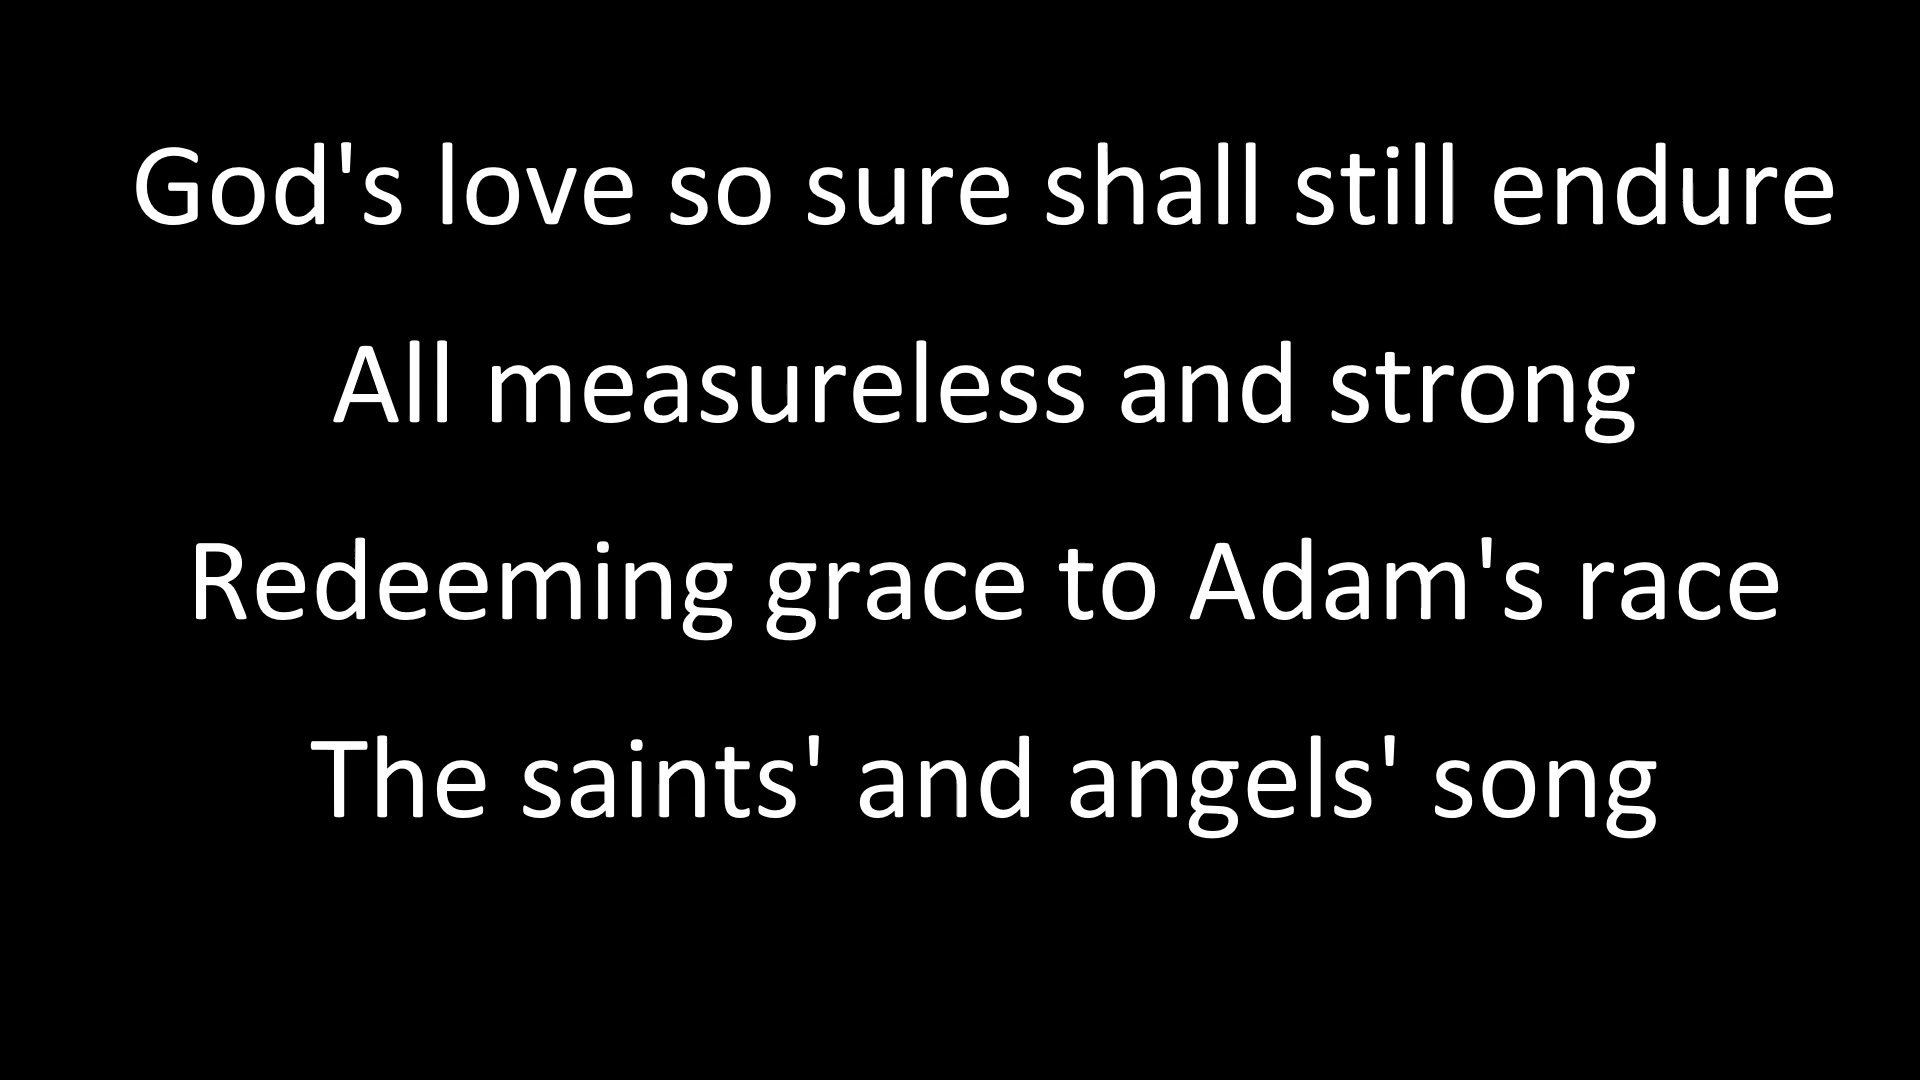 God's love so sure shall still endure
All measureless and strong
Redeeming grace to Adam's race
The saints' and angels' song